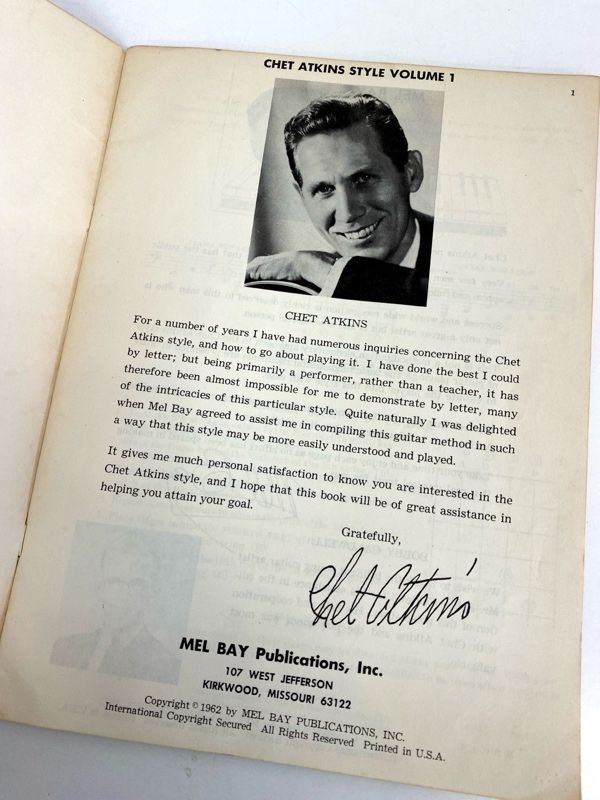 CHET ATKINS STYLE VOLUME 1
1
CHET ATKINS
For a number of years I have had numerous inquiries concerning the Chet
Atkins style, and how to go about playing it. I have done the best I could
by letter; but being primarily a performer, rather than a teacher, it has
therefore been almost impossible for me to demonstrate by letter, many
of the intricacies of this particular style. Quite naturally I was delighted
when Mel Bay agreed to assist me in compiling this guitar method in such
a way that this style may be more easily understood and played.
It gives me much personal satisfaction to know you are interested in the
Chet Atkins style, and I hope that this book will be of great assistance in
helping you attain your goal.
Gratefully,
Chet Atkins
MEL BAY Publications, Inc.
107 WEST JEFFERSON
KIRKWOOD, MISSOURI 63122
Copyright © 1962 by MEL BAY PUBLICATIONS, INC.
International Copyright Secured All Rights Reserved Printed in U.S.A.